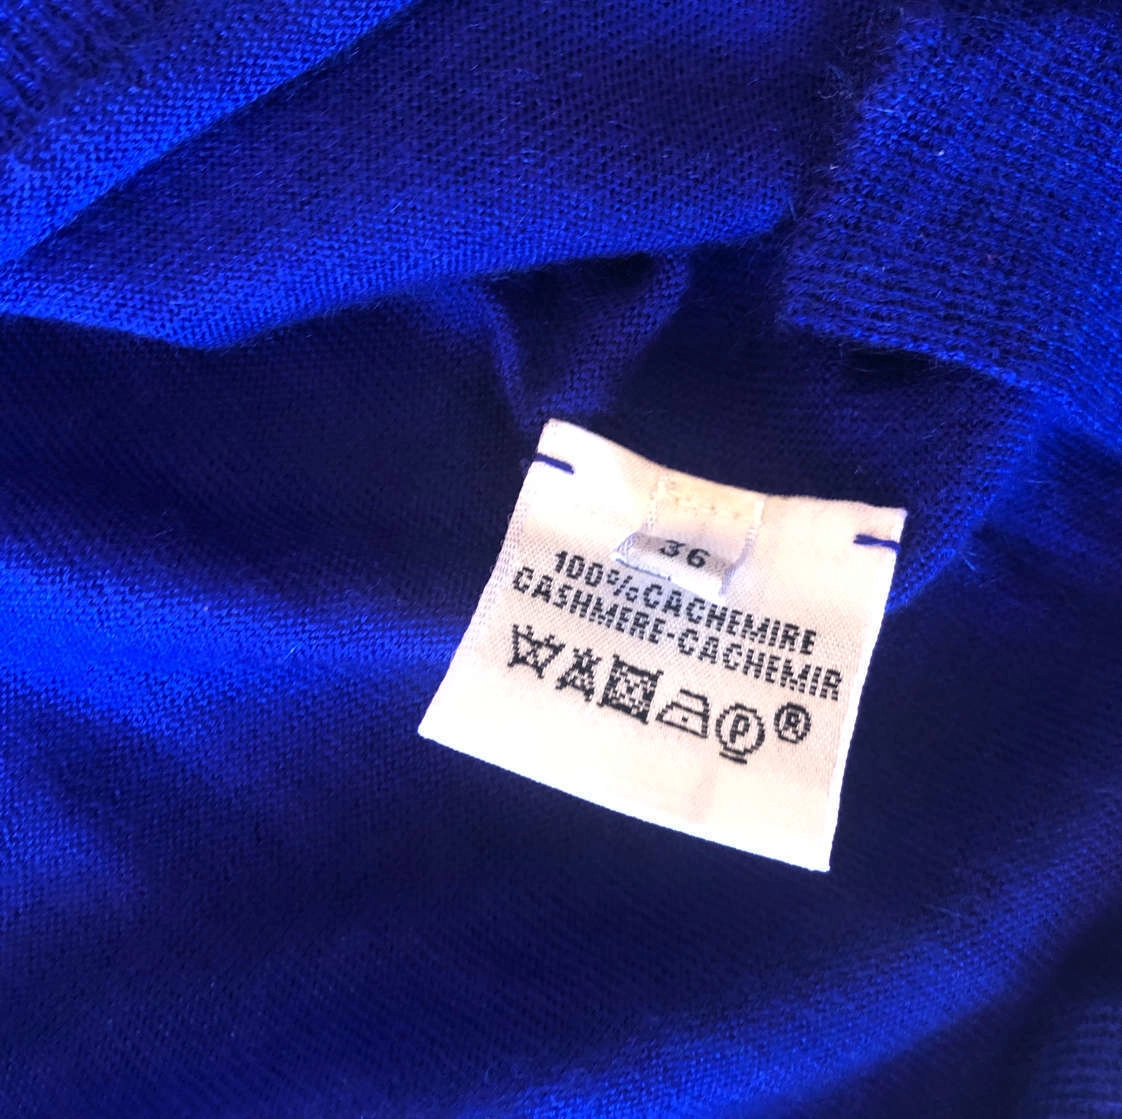 36
100% CACHEMIRE
CASHMERE-CACHEMIR
P ®